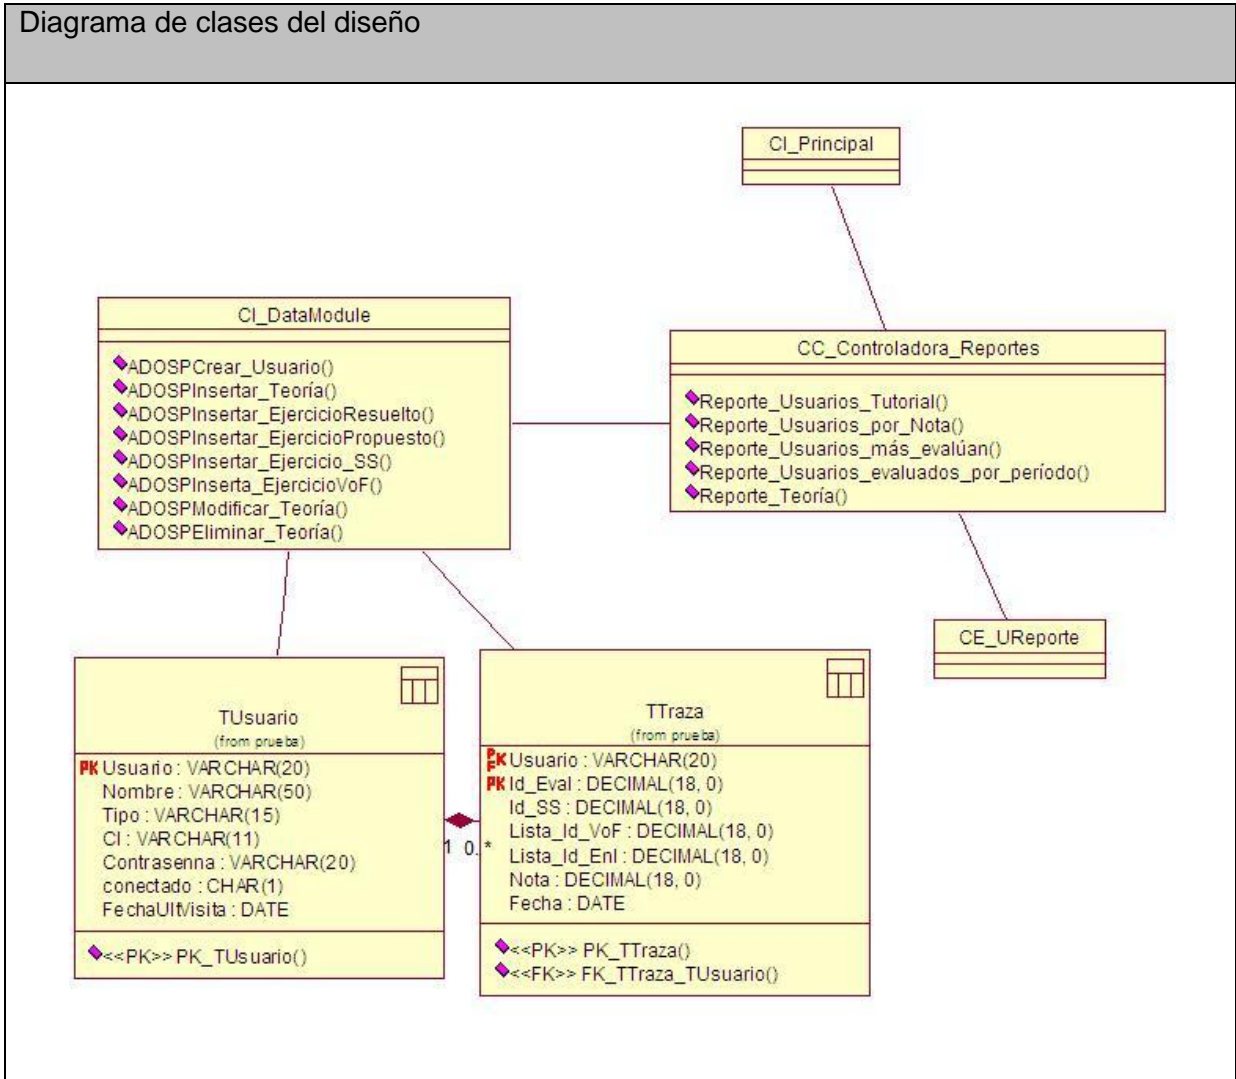 Diagrama de clases del diseño
CI_Principal
CI_DataModule
ADOSPCrear_Usuario()
ADOSPInsertar_Teoría()
ADOSPInsertar_EjercicioResuelto()
ADOSPInsertar_EjercicioPropuesto()
ADOSPInsertar_Ejercicio_SS()
ADOSPInserta_EjercicioVoF()
ADOSPModificar_Teoría()
ADOSPEliminar_Teoría()
CC_Controladora_Reportes
Reporte_Usuarios_Tutorial()
Reporte_Usuarios_por_Nota()
Reporte_Usuarios_más_evalúan()
Reporte_Usuarios_evaluados_por_período()
Reporte_Teoría()
CE_UReporte
TUsuario
(from prueba)
PK Usuario : VARCHAR(20)
Nombre : VARCHAR(50)
Tipo : VARCHAR(15)
CI : VARCHAR(11)
Contrasenna : VARCHAR(20)
conectado : CHAR(1)
FechaUltVisita : DATE
<<PK>> PK_TUsuario()
1 0..*
TTraza
(from prueba)
PFK Usuario : VARCHAR(20)
PK Id_Eval : DECIMAL(18, 0)
Id_SS : DECIMAL(18, 0)
Lista_Id_VoF : DECIMAL(18, 0)
Lista_Id_Enl : DECIMAL(18, 0)
Nota : DECIMAL(18, 0)
Fecha : DATE
<<PK>> PK_TTraza()
<<FK>> FK_TTraza_TUsuario()